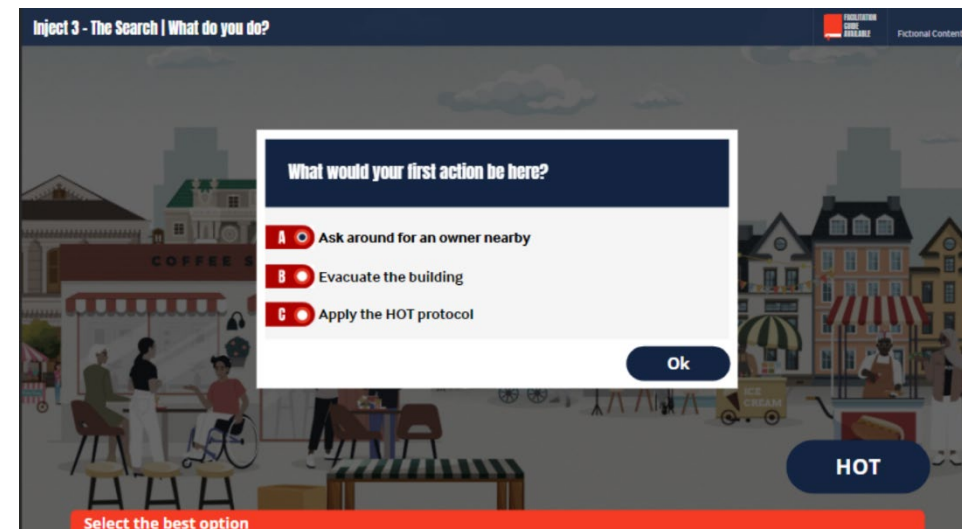 Inject 3 - The Search | What do you do?
FACILITATION
GUIDE
AVAILABLE
Fictional Content
What would your first action be here?
A Ask around for an owner nearby
B Evacuate the building
C Apply the HOT protocol
Ok
COFFEE S
ICE
CREAM
HOT
Select the best option